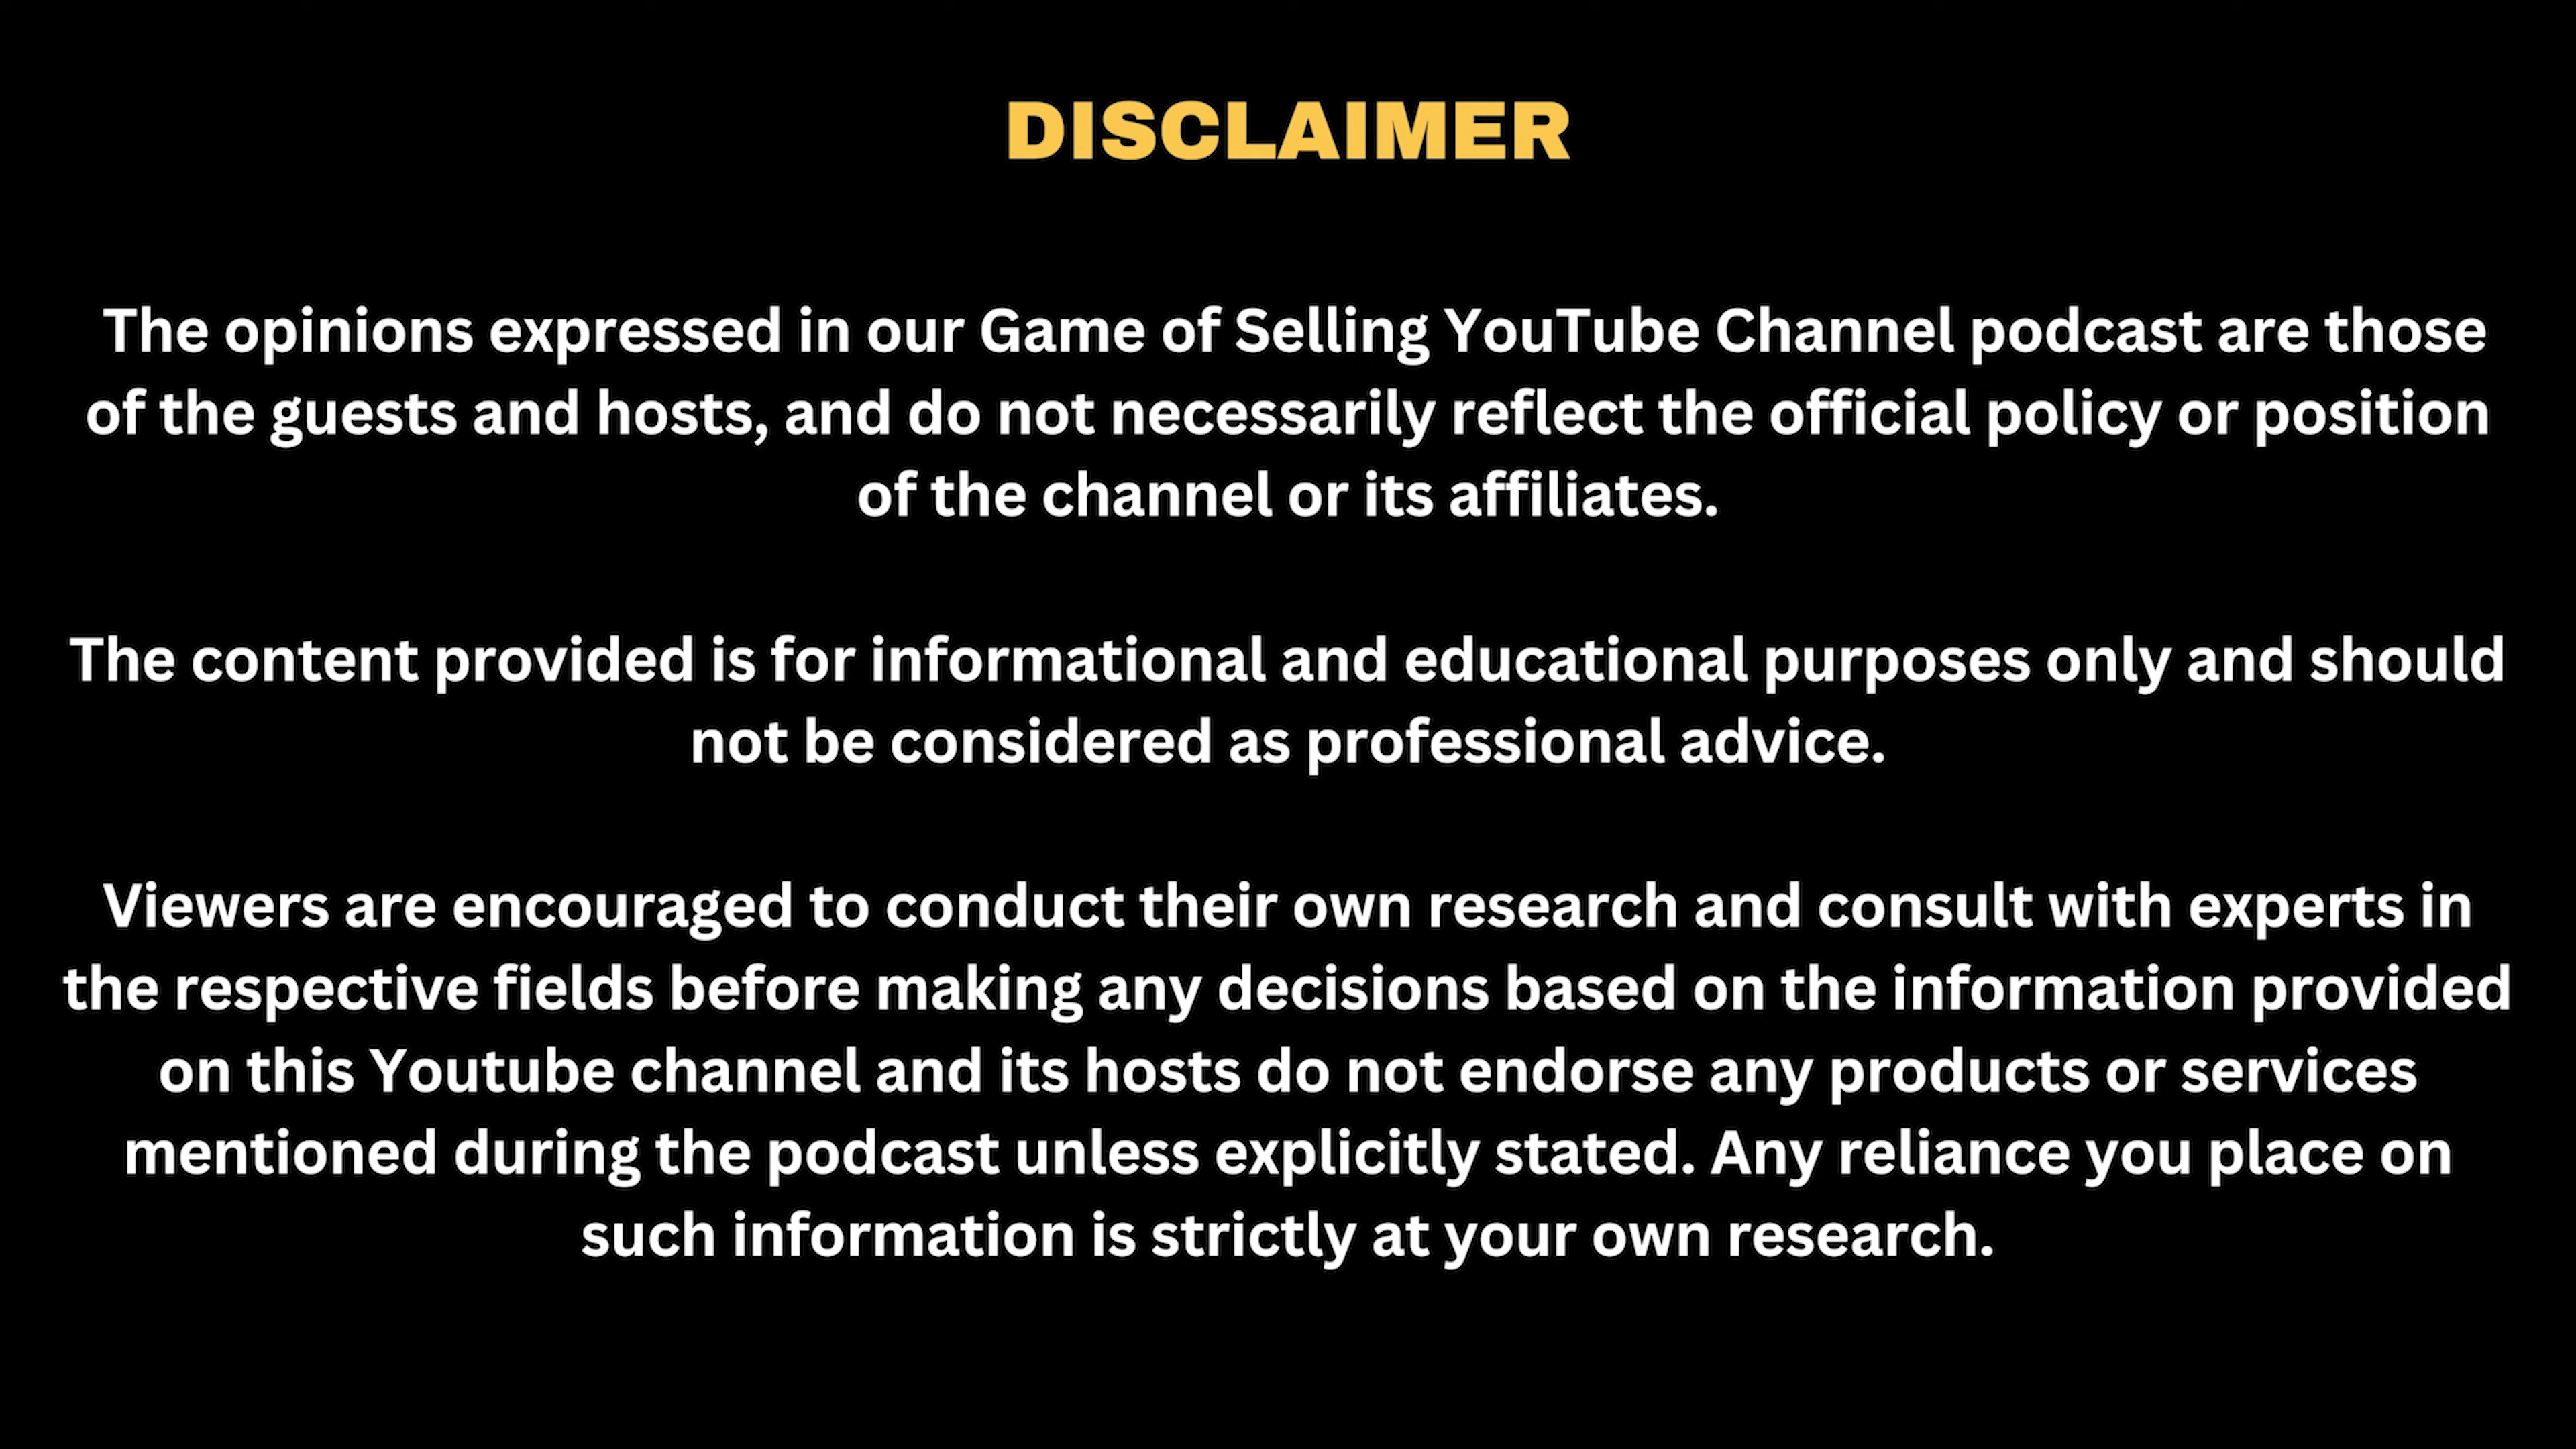 DISCLAIMER
The opinions expressed in our Game of Selling YouTube Channel podcast are those
of the guests and hosts, and do not necessarily reflect the official policy or position
of the channel or its affiliates.
The content provided is for informational and educational purposes only and should
not be considered as professional advice.
Viewers are encouraged to conduct their own research and consult with experts in
the respective fields before making any decisions based on the information provided
on this Youtube channel and its hosts do not endorse any products or services
mentioned during the podcast unless explicitly stated. Any reliance you place on
such information is strictly at your own research.